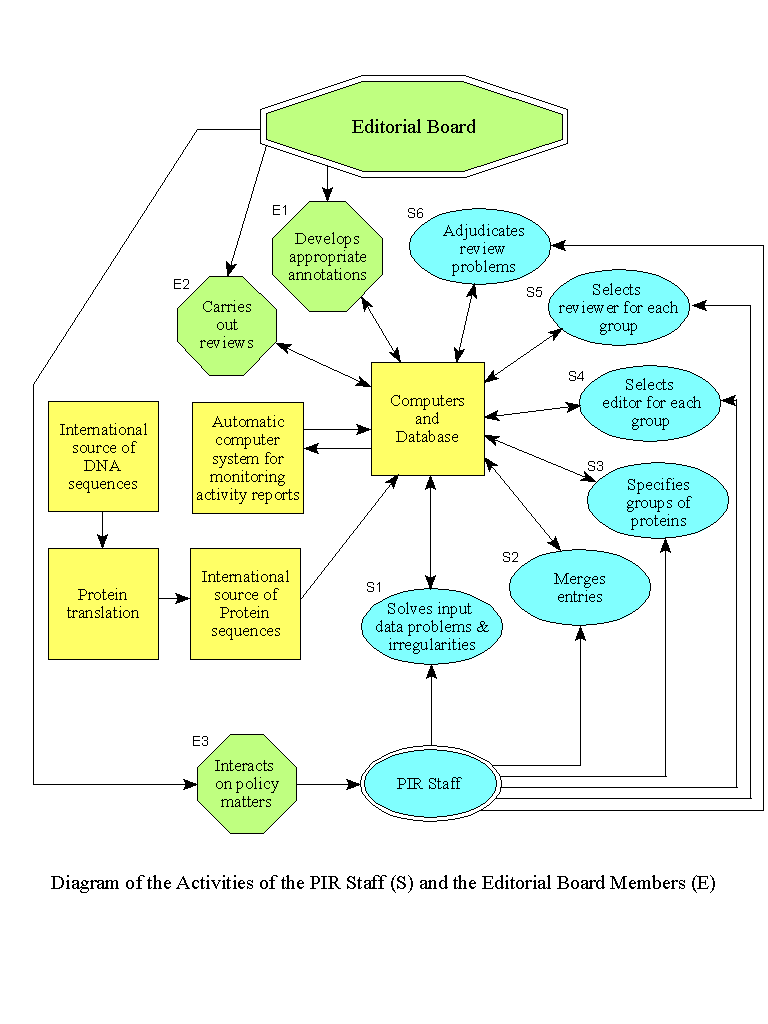 Editorial Board
E1
Develops
appropriate
annotations
S6
Adjudicates
review
problems
E2
Carries
out
reviews
S5
Selects
reviewer for each
group
S4
Selects
editor for each
group
Computers
and
Database
International
source of
DNA
sequences
Automatic
computer
system for
monitoring
activity reports
S3
Specifies
groups of
proteins
Protein
translation
International
source of
Protein
sequences
S2
Merges
entries
S1
Solves input
data problems &
irregularities
E3
Interacts
on policy
matters
PIR Staff
Diagram of the Activities of the PIR Staff (S) and the Editorial Board Members (E)